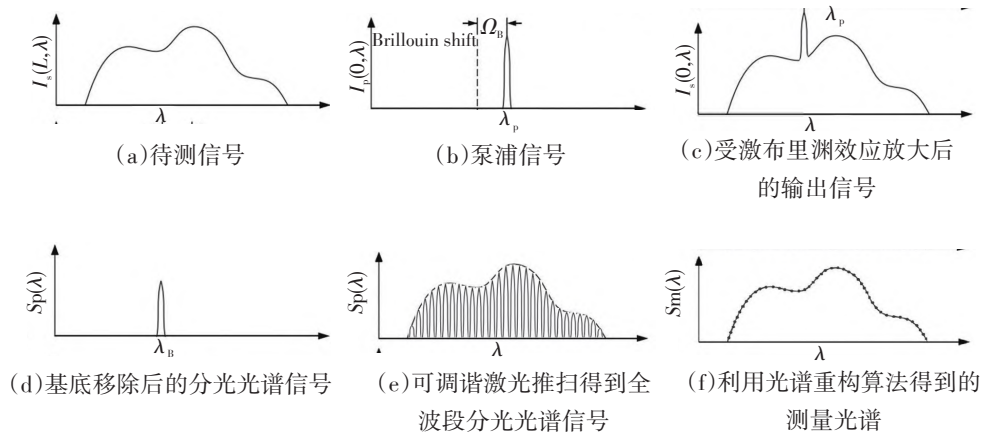 I_s(L,λ)
λ
(a)待测信号
Brillouin shift
Ω_B
I_p(0,λ)
λ_p
(b)泵浦信号
λ_p
I_s(0,λ)
λ
(c)受激布里渊效应放大后
的输出信号
Sp(λ)
λ_B
(d)基底移除后的分光光谱信号
Sp(λ)
λ
(e)可调谐激光推扫得到全
波段分光光谱信号
Sm(λ)
λ
(f)利用光谱重构算法得到的
测量光谱